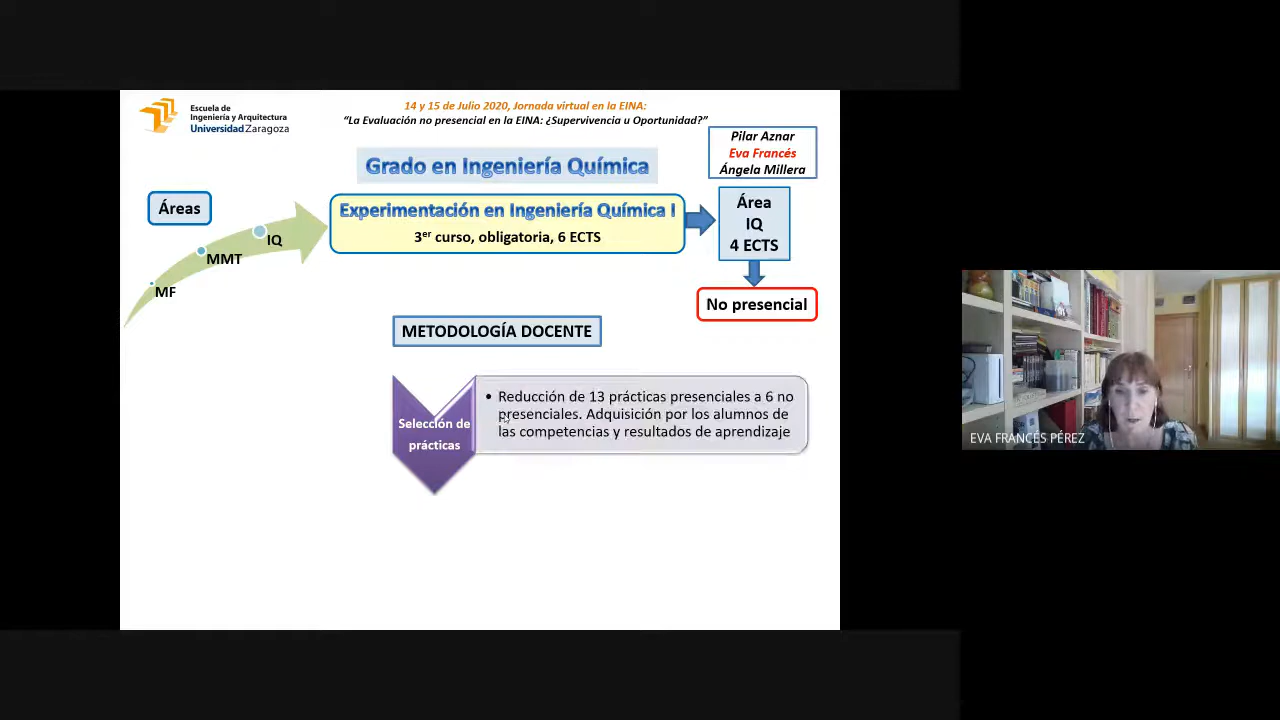 Escuela de
Ingeniería y Arquitectura
Universidad Zaragoza
14 y 15 de Julio 2020, Jornada virtual en la EINA:
“La Evaluación no presencial en la EINA: ¿Supervivencia u Oportunidad?”
Pilar Aznar
Eva Francés
Ángela Millera
Grado en Ingeniería Química
Áreas
Experimentación en Ingeniería Química I
3er curso, obligatoria, 6 ECTS
Área
IQ
4 ECTS
IQ
MMT
MF
No presencial
METODOLOGÍA DOCENTE
Selección de
prácticas
• Reducción de 13 prácticas presenciales a 6 no
presenciales. Adquisición por los alumnos de
las competencias y resultados de aprendizaje
EVA FRANCÉS PÉREZ